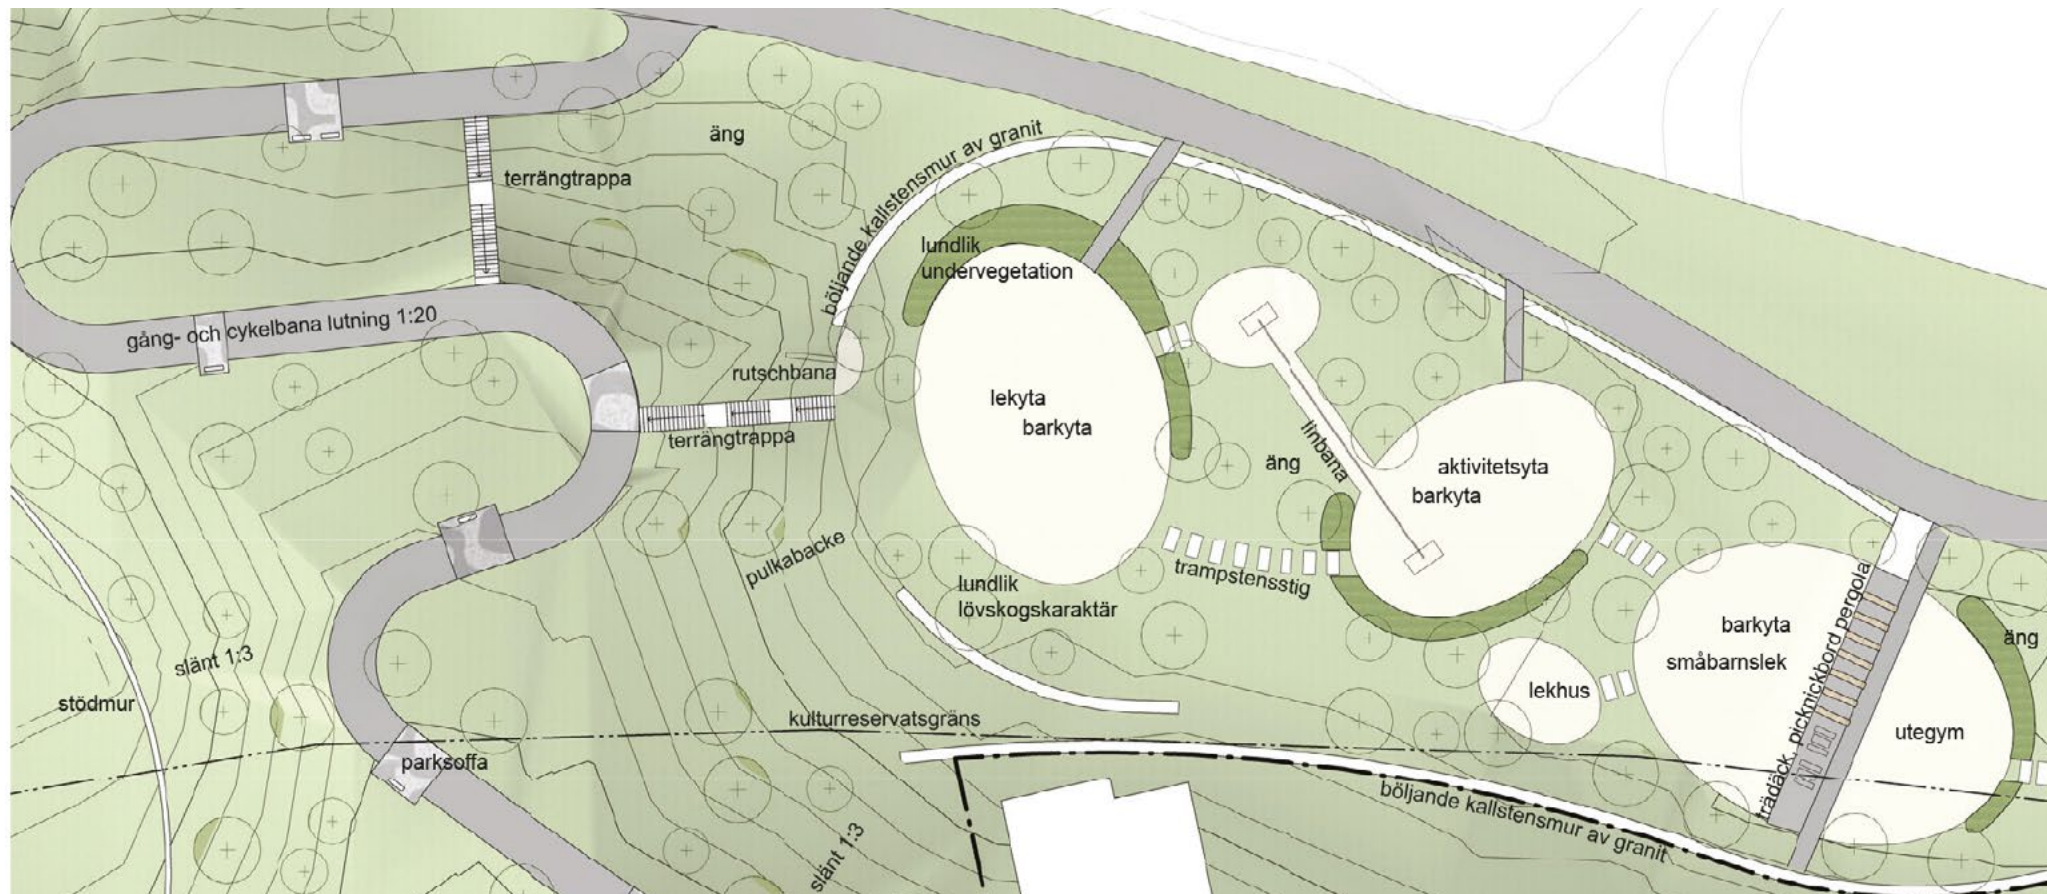 äng
böljande kallstensmur av granit
terrängtrappa
lundlik
undervegetation
gång- och cykelbana lutning 1:20
rutschbana
lekyta
barkyta
terrängtrappa
linbana
äng
aktivitetsyta
barkyta
pulkabacke
trampstensstig
lundlik
lövskogskaraktär
barkyta
småbarnslek
trädäck, picknickbord pergola
äng
slänt 1:3
stödmur
lekhus
kulturreservatsgräns
utegym
parksoffa
böljande kallstensmur av granit
slänt 1:3